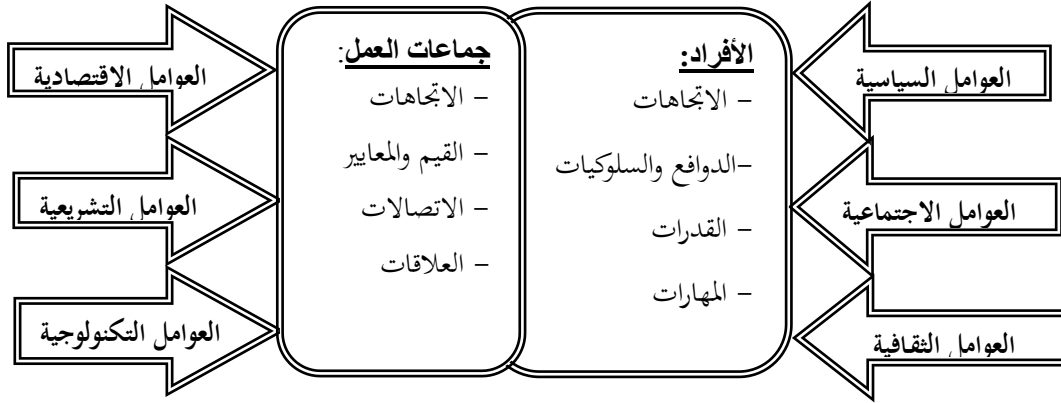 العوامل السياسية
العوامل الاجتماعية
العوامل الثقافية
الأفراد:
- الاتجاهات
-الدوافع والسلوكيات
- القدرات
- المهارات
جماعات العمل:
- الاتجاهات
- القيم والمعايير
- الاتصالات
- العلاقات
العوامل الاقتصادية
العوامل التشريعية
العوامل التكنولوجية